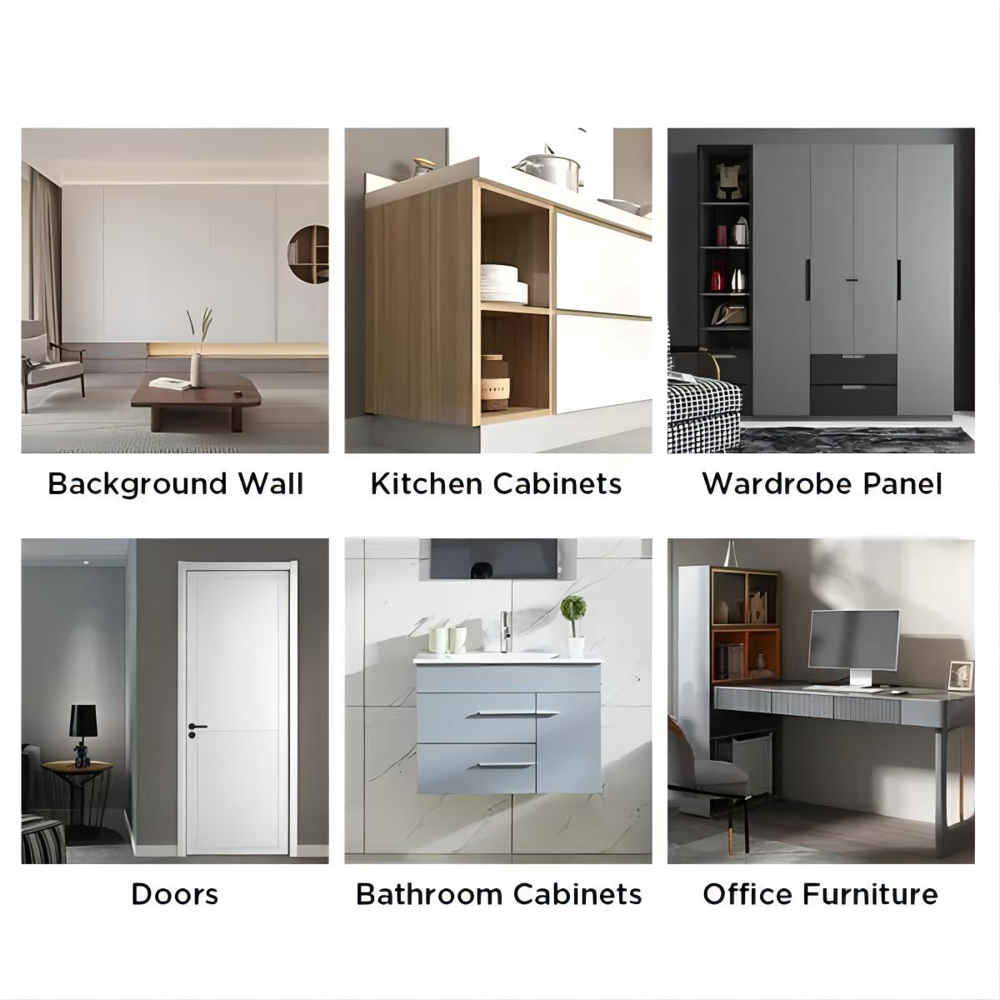 Background Wall
Kitchen Cabinets
Wardrobe Panel
Doors
Bathroom Cabinets
Office Furniture